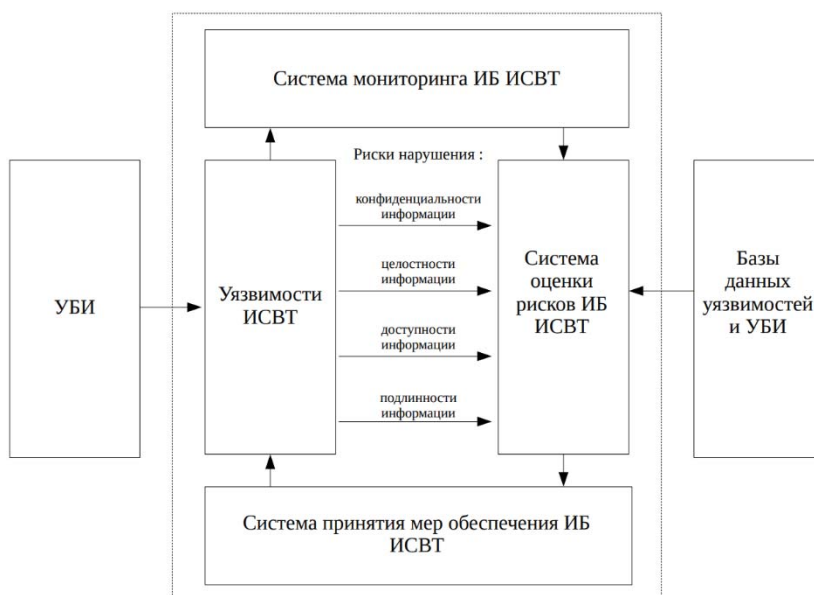 Система мониторинга ИБ ИСВТ
Риски нарушения :
УБИ
Уязвимости
ИСВТ
конфиденциальности
информации
целостности
информации
доступности
информации
подлинности
информации
Система
оценки
рисков ИБ
ИСВТ
Базы
данных
уязвимостей
и УБИ
Система принятия мер обеспечения ИБ
ИСВТ